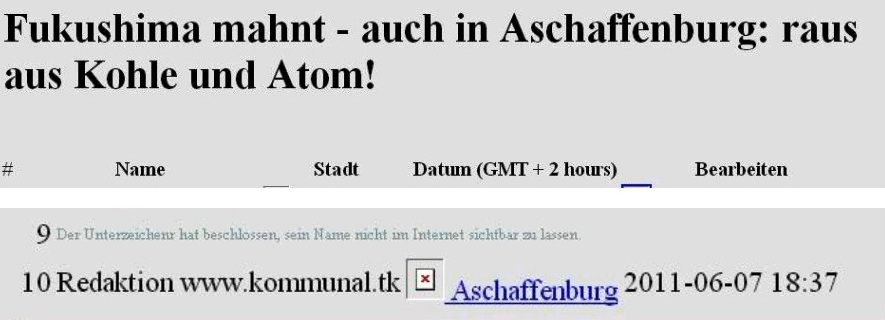 Fukushima mahnt - auch in Aschaffenburg: raus
aus Kohle und Atom!
# Name Stadt Datum (GMT + 2 hours) Bearbeiten
9 Der Unterzeichenr hat beschlossen, sein Name nicht im Internet sichtbar zu lassen.
10 Redaktion www.kommunal.tk Aschaffenburg 2011-06-07 18:37